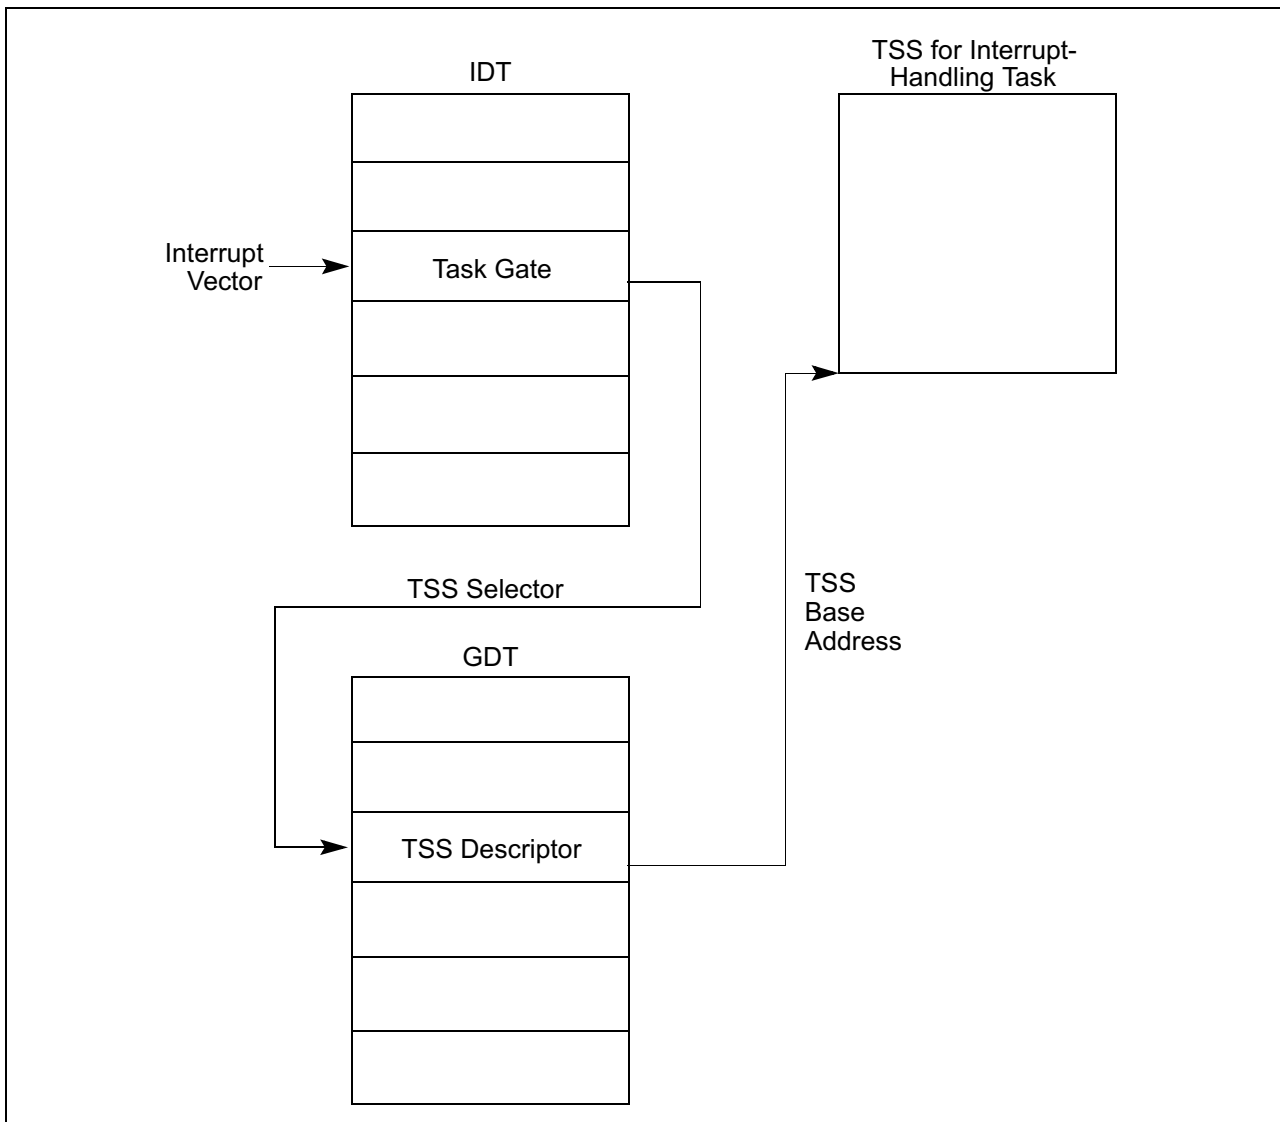 IDT
TSS for Interrupt-
Handling Task
Interrupt
Vector
Task Gate
TSS Selector
TSS
Base
Address
GDT
TSS Descriptor